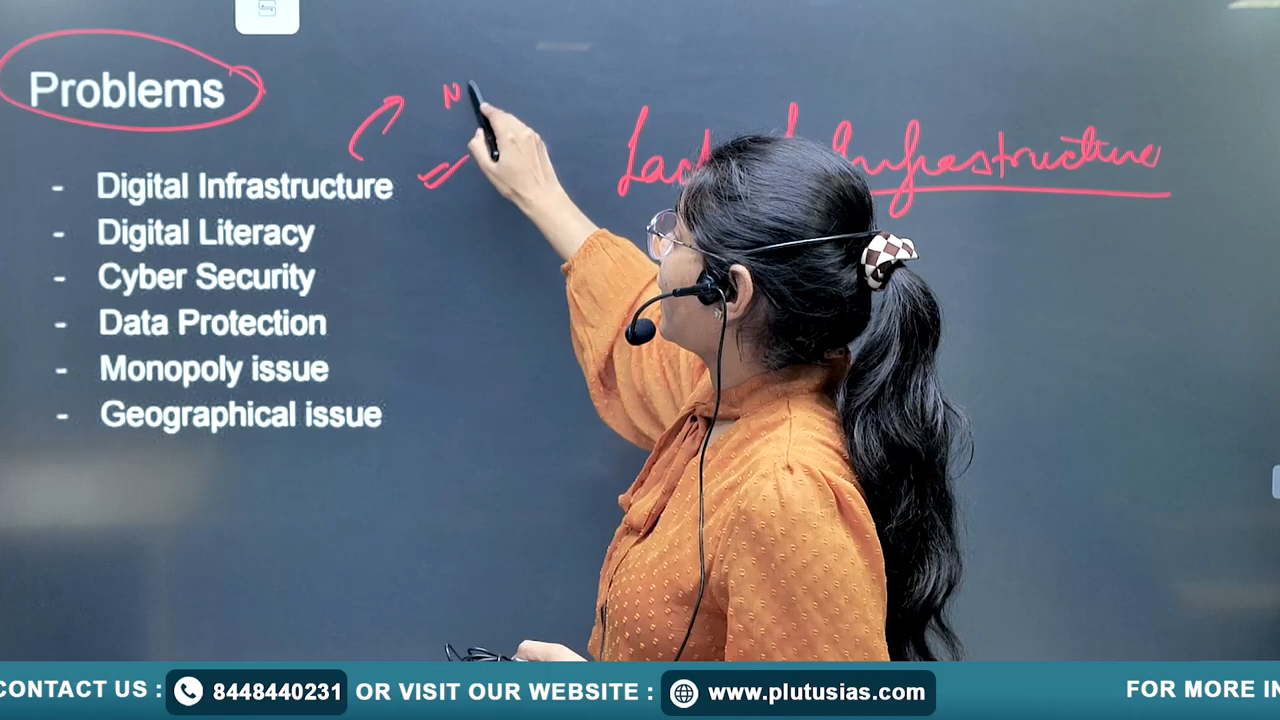 Problems
- Digital Infrastructure
- Digital Literacy
- Cyber Security
- Data Protection
- Monopoly issue
- Geographical issue
N
Infrastructure
CONTACT US : 8448440231 OR VISIT OUR WEBSITE : www.plutusias.com FOR MORE